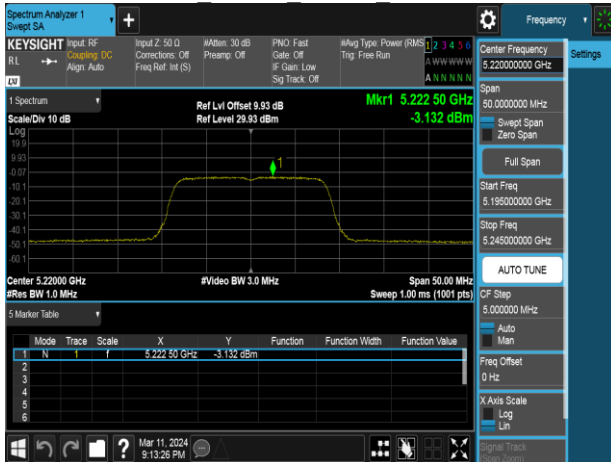 Spectrum Analyzer 1
Swept SA
Frequency
KEYSIGHT
RL
LXI
Input: RF
Coupling: DC
Align: Auto
Input Z: 50 Ω
Corrections: Off
Freq Ref: Int (S)
#Atten: 30 dB
Preamp: Off
PNO: Fast
Gate: Off
IF Gain: Low
Sig Track: Off
#Avg Type: Power (RMS
Trig: Free Run
1 2 3 4 5 6
A WW WW W
A N N N N N
Center Frequency
5.220000000 GHz
Settings
Span
50.0000000 MHz
Swept Span
Zero Span
Full Span
Start Freq
5.195000000 GHz
Stop Freq
5.245000000 GHz
AUTO TUNE
CF Step
5.000000 MHz
Auto
Man
Freq Offset
0 Hz
X Axis Scale
Log
Lin
Signal Track
(Span Zoom)
1 Spectrum
Scale/Div 10 dB
Ref Lvl Offset 9.93 dB
Ref Level 29.93 dBm
Mkr1 5.222 50 GHz
-3.132 dBm
Log
19.9
9.93
-0.07
-10.1
-20.1
-30.1
-40.1
-50.1
-60.1
1
Center 5.22000 GHz
#Res BW 1.0 MHz
#Video BW 3.0 MHz
Span 50.00 MHz
Sweep 1.00 ms (1001 pts)
5 Marker Table
Mode Trace Scale X Y Function Function Width Function Value
1 N 1 f 5.222 50 GHz -3.132 dBm
2
3
4
5
6
?
Mar 11, 2024
9:13:26 PM